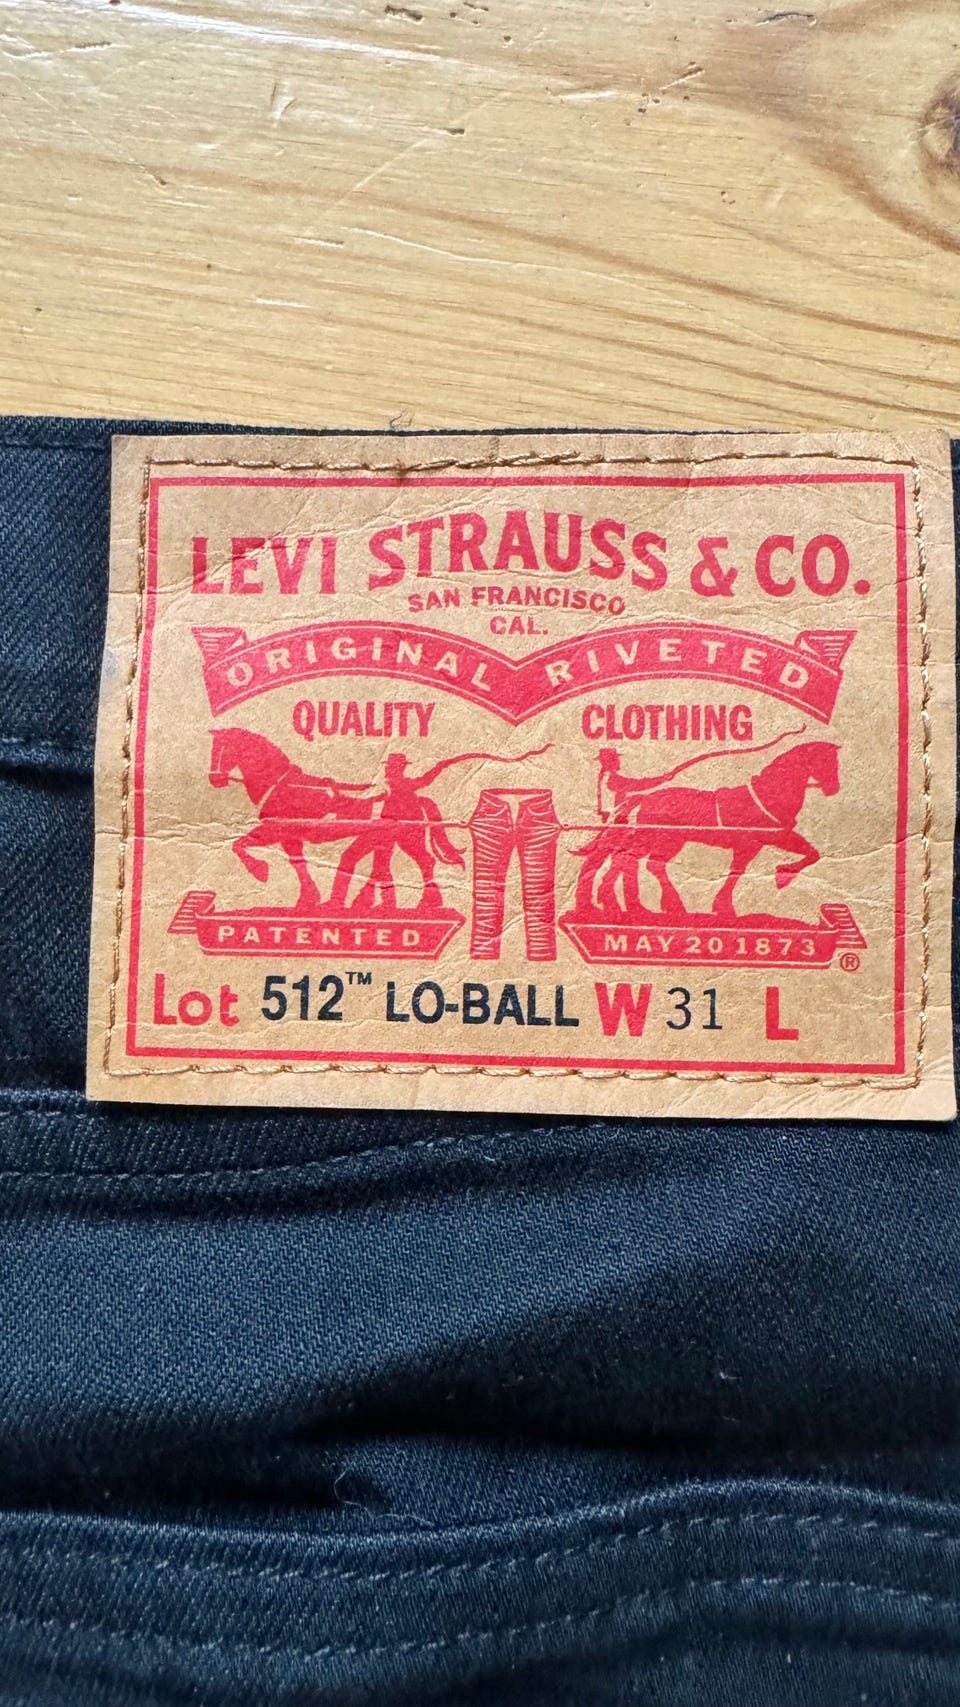 LEVI STRAUSS & CO.
SAN FRANCISCO
CAL.
ORIGINAL RIVETED
QUALITY CLOTHING
PATENTED MAY 20 1873 ®
Lot 512™ LO-BALL W 31 L